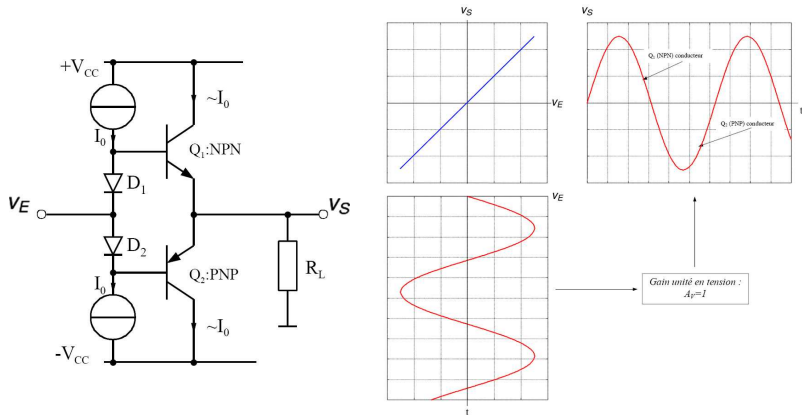 +V_CC
~I_0
I_0
Q_1:NPN
D_1
V_E
V_S
D_2
R_L
Q_2:PNP
I_0
~I_0
-V_CC
V_S
V_E
V_S
Q_1 (NPN) conducteur
Q_2 (PNP) conducteur
t
V_E
t
Gain unité en tension :
A_V=1